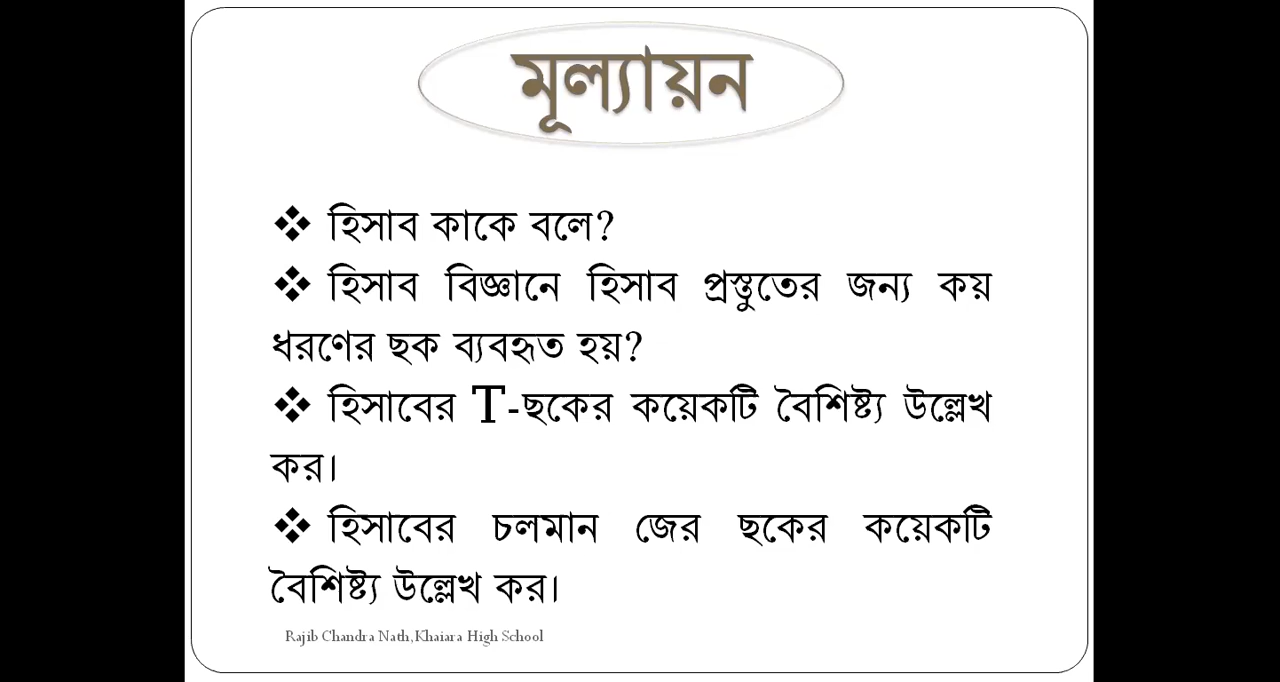 মূল্যায়ন
❖ হিসাব কাকে বলে?
❖ হিসাব বিজ্ঞানে হিসাব প্রস্তুতের জন্য কয়
ধরণের ছক ব্যবহৃত হয়?
❖ হিসাবের T-ছকের কয়েকটি বৈশিষ্ট্য উল্লেখ
কর।
❖ হিসাবের চলমান জের ছকের কয়েকটি
বৈশিষ্ট্য উল্লেখ কর।
Rajib Chandra Nath,Khaiara High School